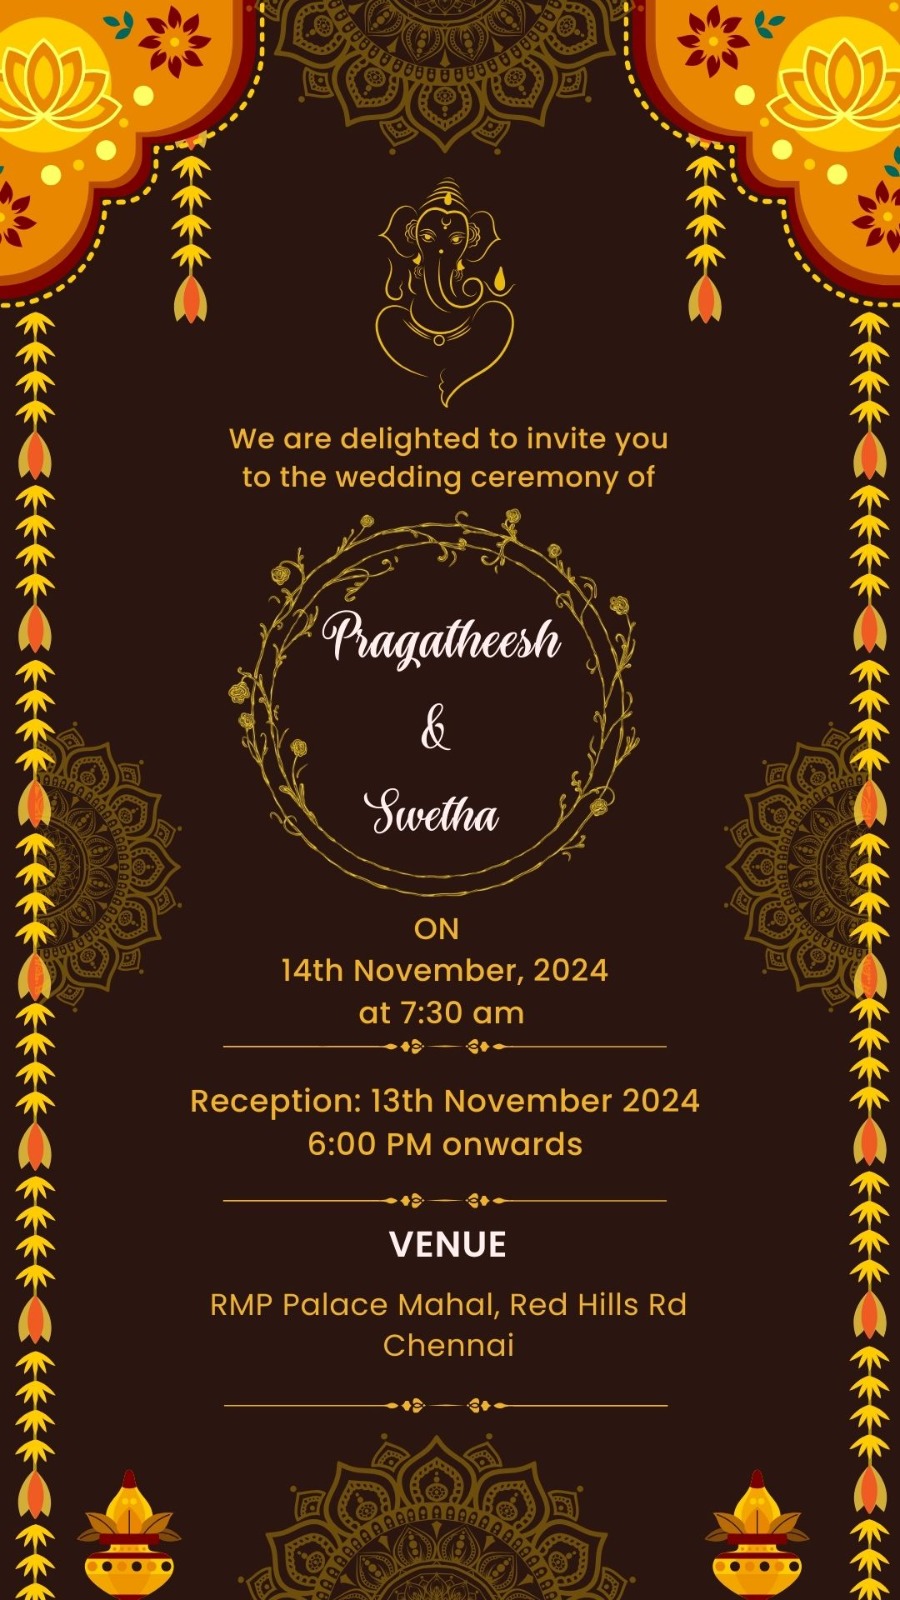 We are delighted to invite you
to the wedding ceremony of
Pragatheesh
&
Swetha
ON
14th November, 2024
at 7:30 am
Reception: 13th November 2024
6:00 PM onwards
VENUE
RMP Palace Mahal, Red Hills Rd
Chennai